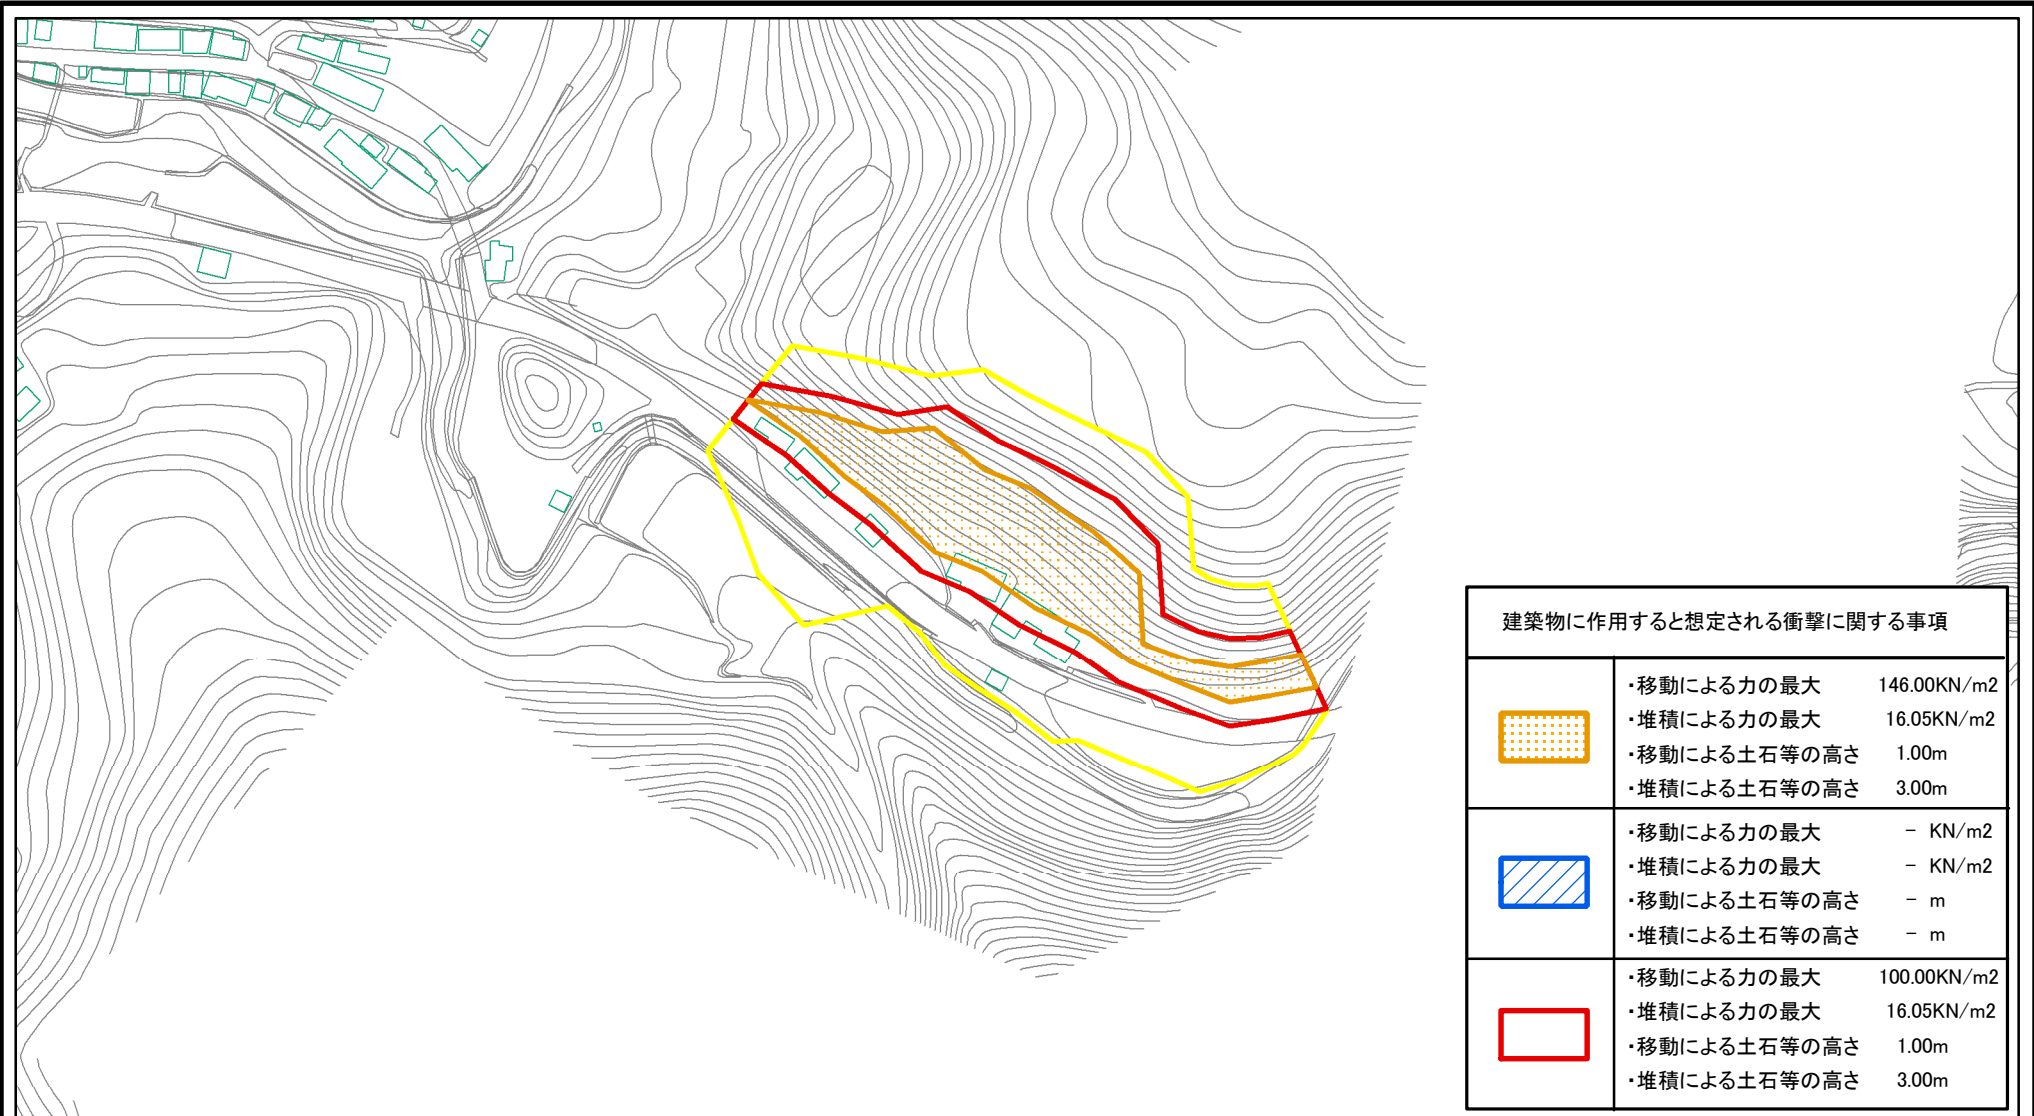 建築物に作用すると想定される衝撃に関する事項
・移動による力の最大 146.00KN/m2
・堆積による力の最大 16.05KN/m2
・移動による土石等の高さ 1.00m
・堆積による土石等の高さ 3.00m
・移動による力の最大 - KN/m2
・堆積による力の最大 - KN/m2
・移動による土石等の高さ - m
・堆積による土石等の高さ - m
・移動による力の最大 100.00KN/m2
・堆積による力の最大 16.05KN/m2
・移動による土石等の高さ 1.00m
・堆積による土石等の高さ 3.00m